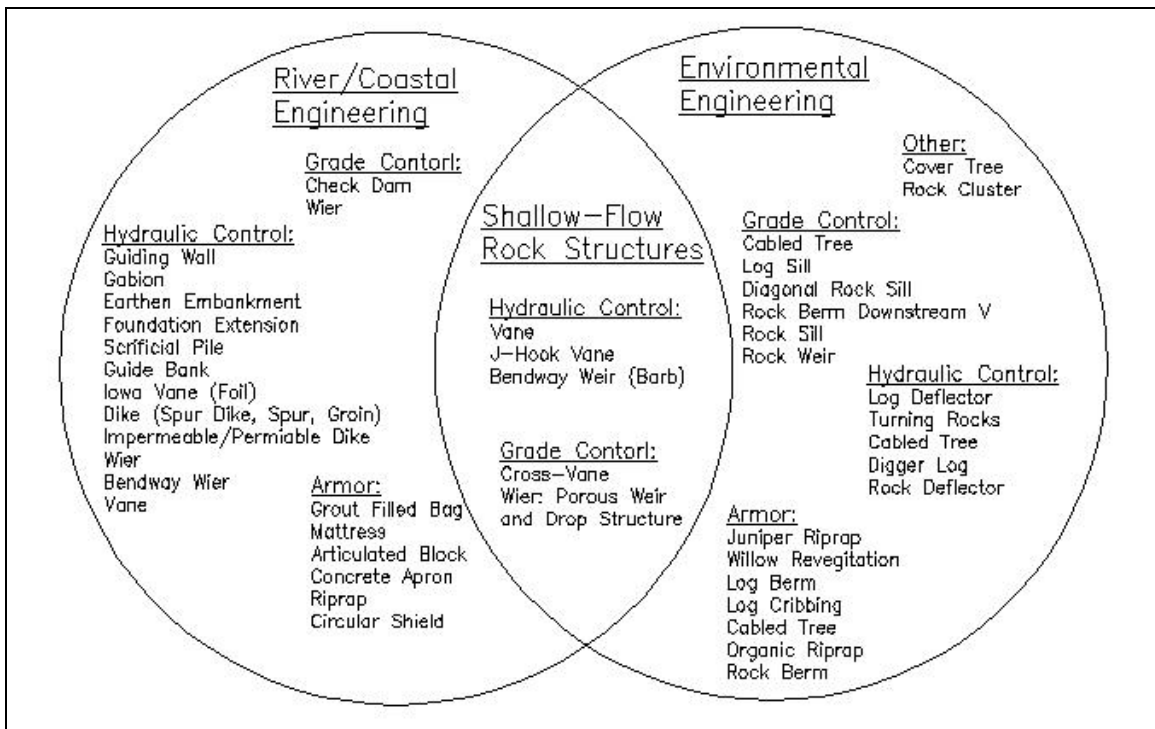 River/Coastal
Engineering
Grade Contorl:
Check Dam
Wier
Hydraulic Control:
Guiding Wall
Gabion
Earthen Embankment
Foundation Extension
Scrificial Pile
Guide Bank
Iowa Vane (Foil)
Dike (Spur Dike, Spur, Groin)
Impermeable/Permiable Dike
Wier
Bendway Wier
Vane
Armor:
Grout Filled Bag
Mattress
Articulated Block
Concrete Apron
Riprap
Circular Shield
Shallow-Flow
Rock Structures
Hydraulic Control:
Vane
J-Hook Vane
Bendway Weir (Barb)
Grade Contorl:
Cross-Vane
Wier: Porous Weir
and Drop Structure
Environmental
Engineering
Other:
Cover Tree
Rock Cluster
Grade Control:
Cabled Tree
Log Sill
Diagonal Rock Sill
Rock Berm Downstream V
Rock Sill
Rock Weir
Hydraulic Control:
Log Deflector
Turning Rocks
Cabled Tree
Digger Log
Rock Deflector
Armor:
Juniper Riprap
Willow Revegitation
Log Berm
Log Cribbing
Cabled Tree
Organic Riprap
Rock Berm